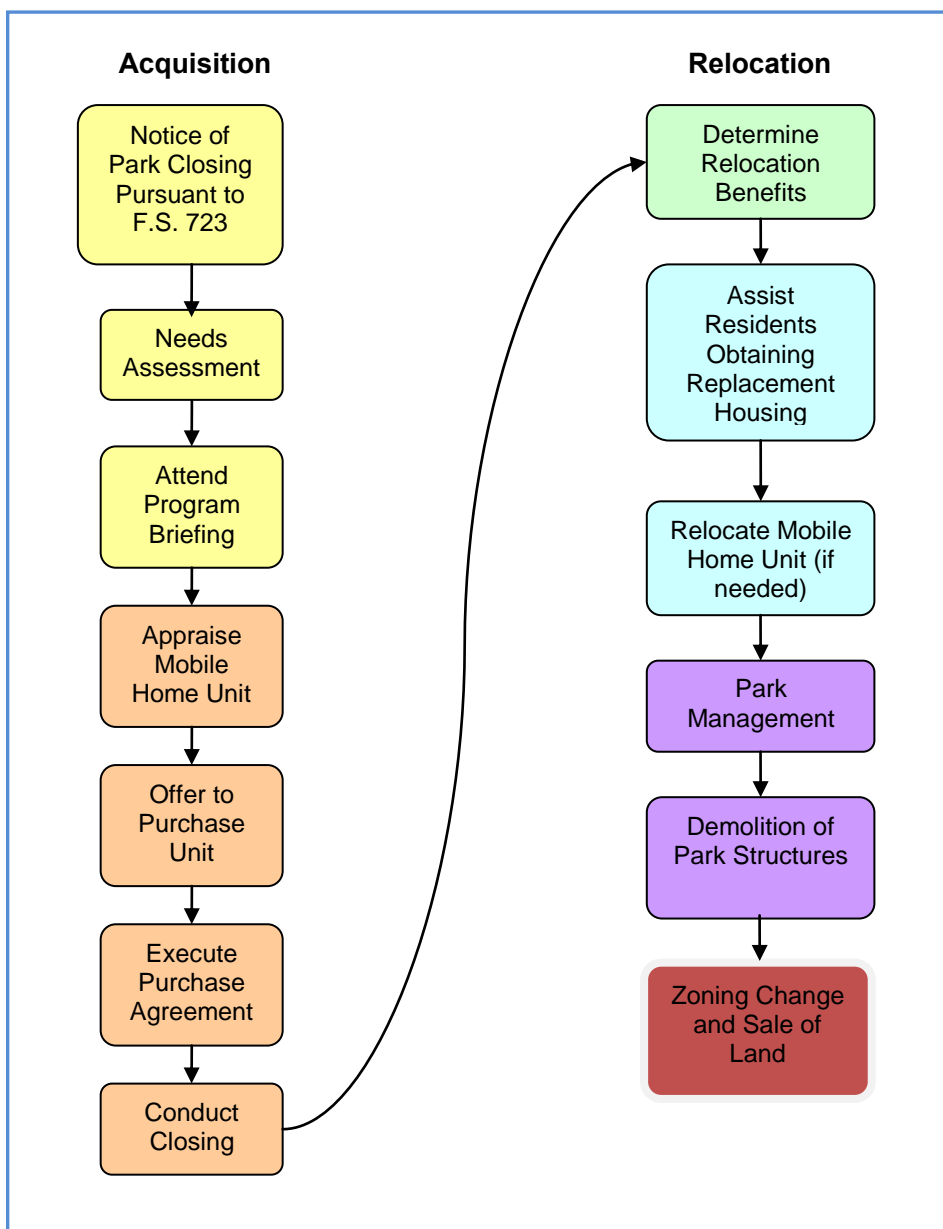 Acquisition
Notice of
Park Closing
Pursuant to
F.S. 723
Needs
Assessment
Attend
Program
Briefing
Appraise
Mobile
Home Unit
Offer to
Purchase
Unit
Execute
Purchase
Agreement
Conduct
Closing
Relocation
Determine
Relocation
Benefits
Assist
Residents
Obtaining
Replacement
Housing
Relocate Mobile
Home Unit (if
needed)
Park
Management
Demolition of
Park Structures
Zoning Change
and Sale of
Land